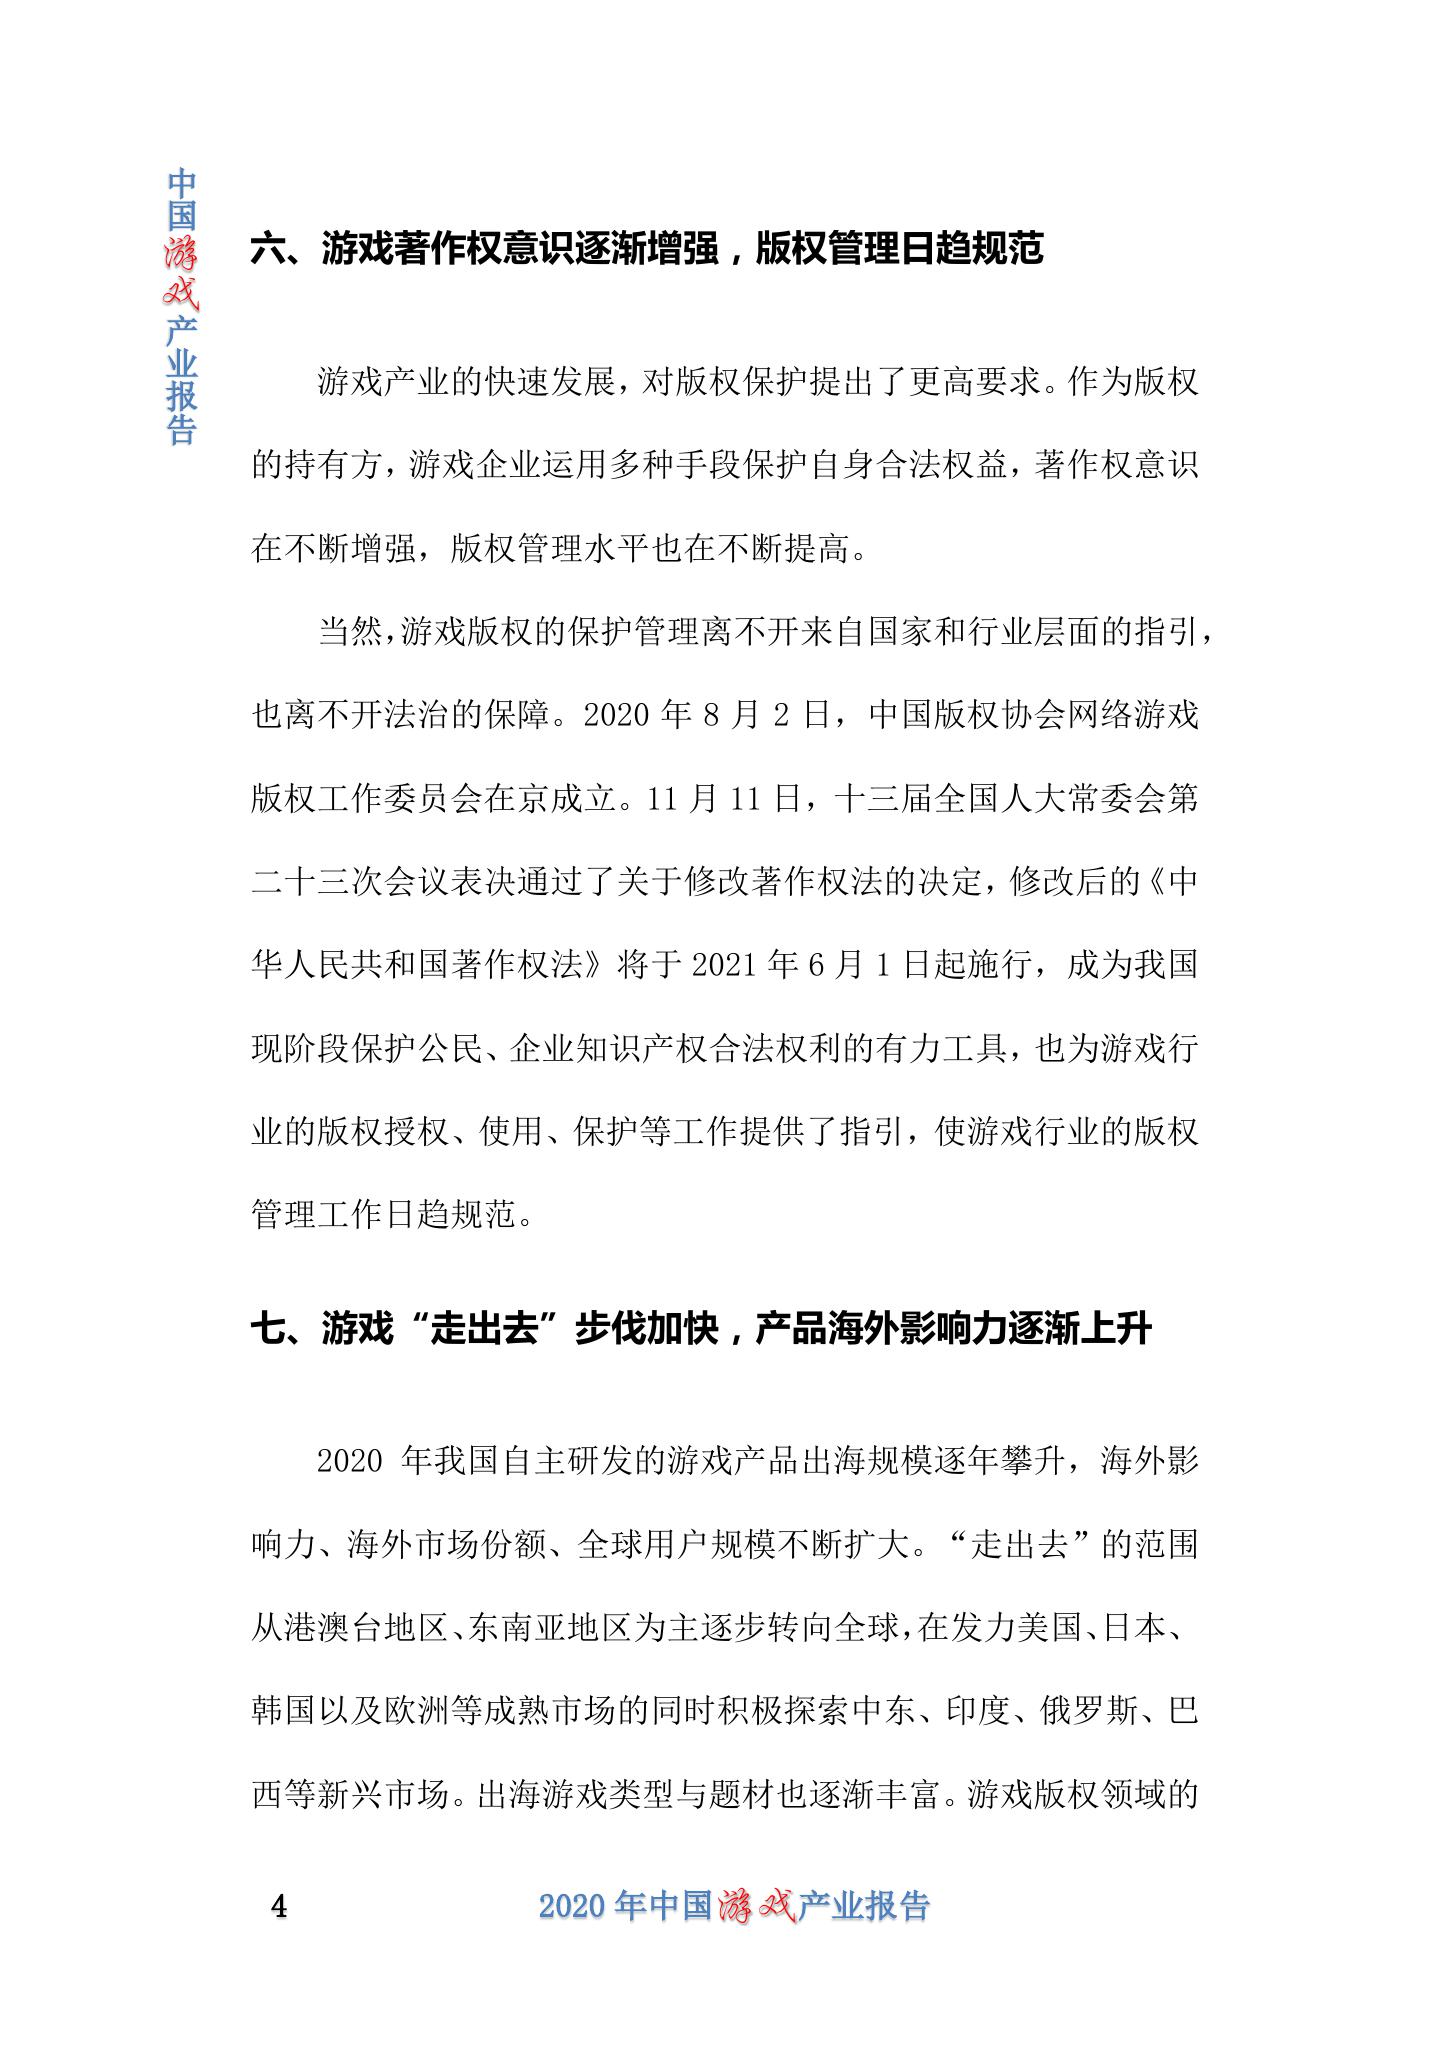 中国游戏产业报告
六、游戏著作权意识逐渐增强，版权管理日趋规范
游戏产业的快速发展，对版权保护提出了更高要求。作为版权
的持有方，游戏企业运用多种手段保护自身合法权益，著作权意识
在不断增强，版权管理水平也在不断提高。
当然，游戏版权的保护管理离不开来自国家和行业层面的指引，
也离不开法治的保障。2020 年 8 月 2 日，中国版权协会网络游戏
版权工作委员会在京成立。11 月 11 日，十三届全国人大常委会第
二十三次会议表决通过了关于修改著作权法的决定，修改后的《中
华人民共和国著作权法》将于 2021 年 6 月 1 日起施行，成为我国
现阶段保护公民、企业知识产权合法权利的有力工具，也为游戏行
业的版权授权、使用、保护等工作提供了指引，使游戏行业的版权
管理工作日趋规范。
七、游戏“走出去”步伐加快，产品海外影响力逐渐上升
2020 年我国自主研发的游戏产品出海规模逐年攀升，海外影
响力、海外市场份额、全球用户规模不断扩大。“走出去”的范围
从港澳台地区、东南亚地区为主逐步转向全球，在发力美国、日本、
韩国以及欧洲等成熟市场的同时积极探索中东、印度、俄罗斯、巴
西等新兴市场。出海游戏类型与题材也逐渐丰富。游戏版权领域的
4 2020 年中国游戏产业报告